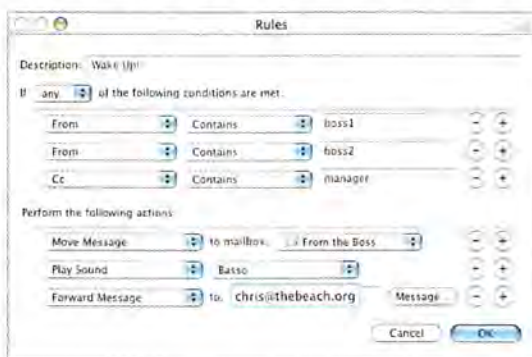 Rules
Description: Wake Up!
If any of the following conditions are met:
From Contains boss1
From Contains boss2
Cc Contains manager
Perform the following actions
Move Message to mailbox: From the Boss
Play Sound Basso
Forward Message to: chris@thebeach.org Message
Cancel OK